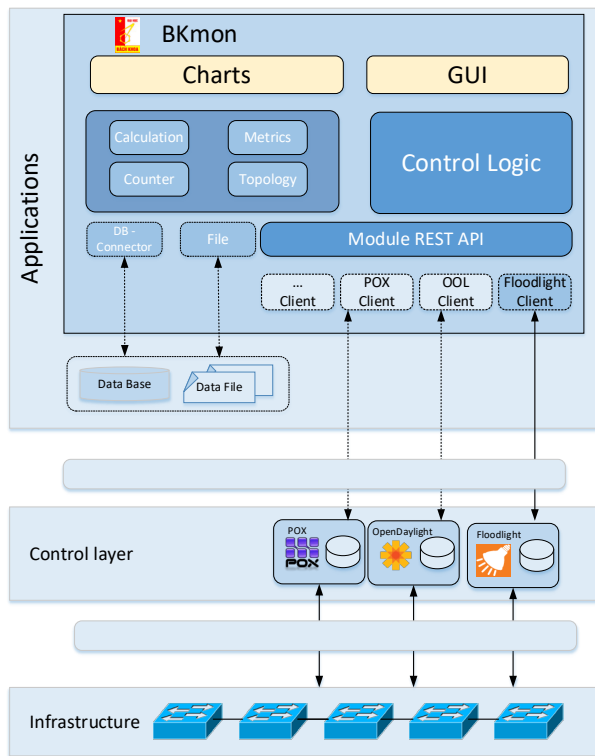 BKmon
Charts
GUI
Calculation
Metrics
Counter
Topology
Control Logic
DB -
Connector
File
Module REST API
...
Client
POX
Client
OOL
Client
Floodlight
Client
Data Base
Data File
Applications
Control layer
POX
POX
OpenDaylight
Floodlight
Infrastructure